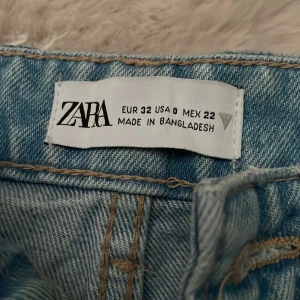 ZARA
EUR 32 USA 0 MEX 22
MADE IN BANGLADESH